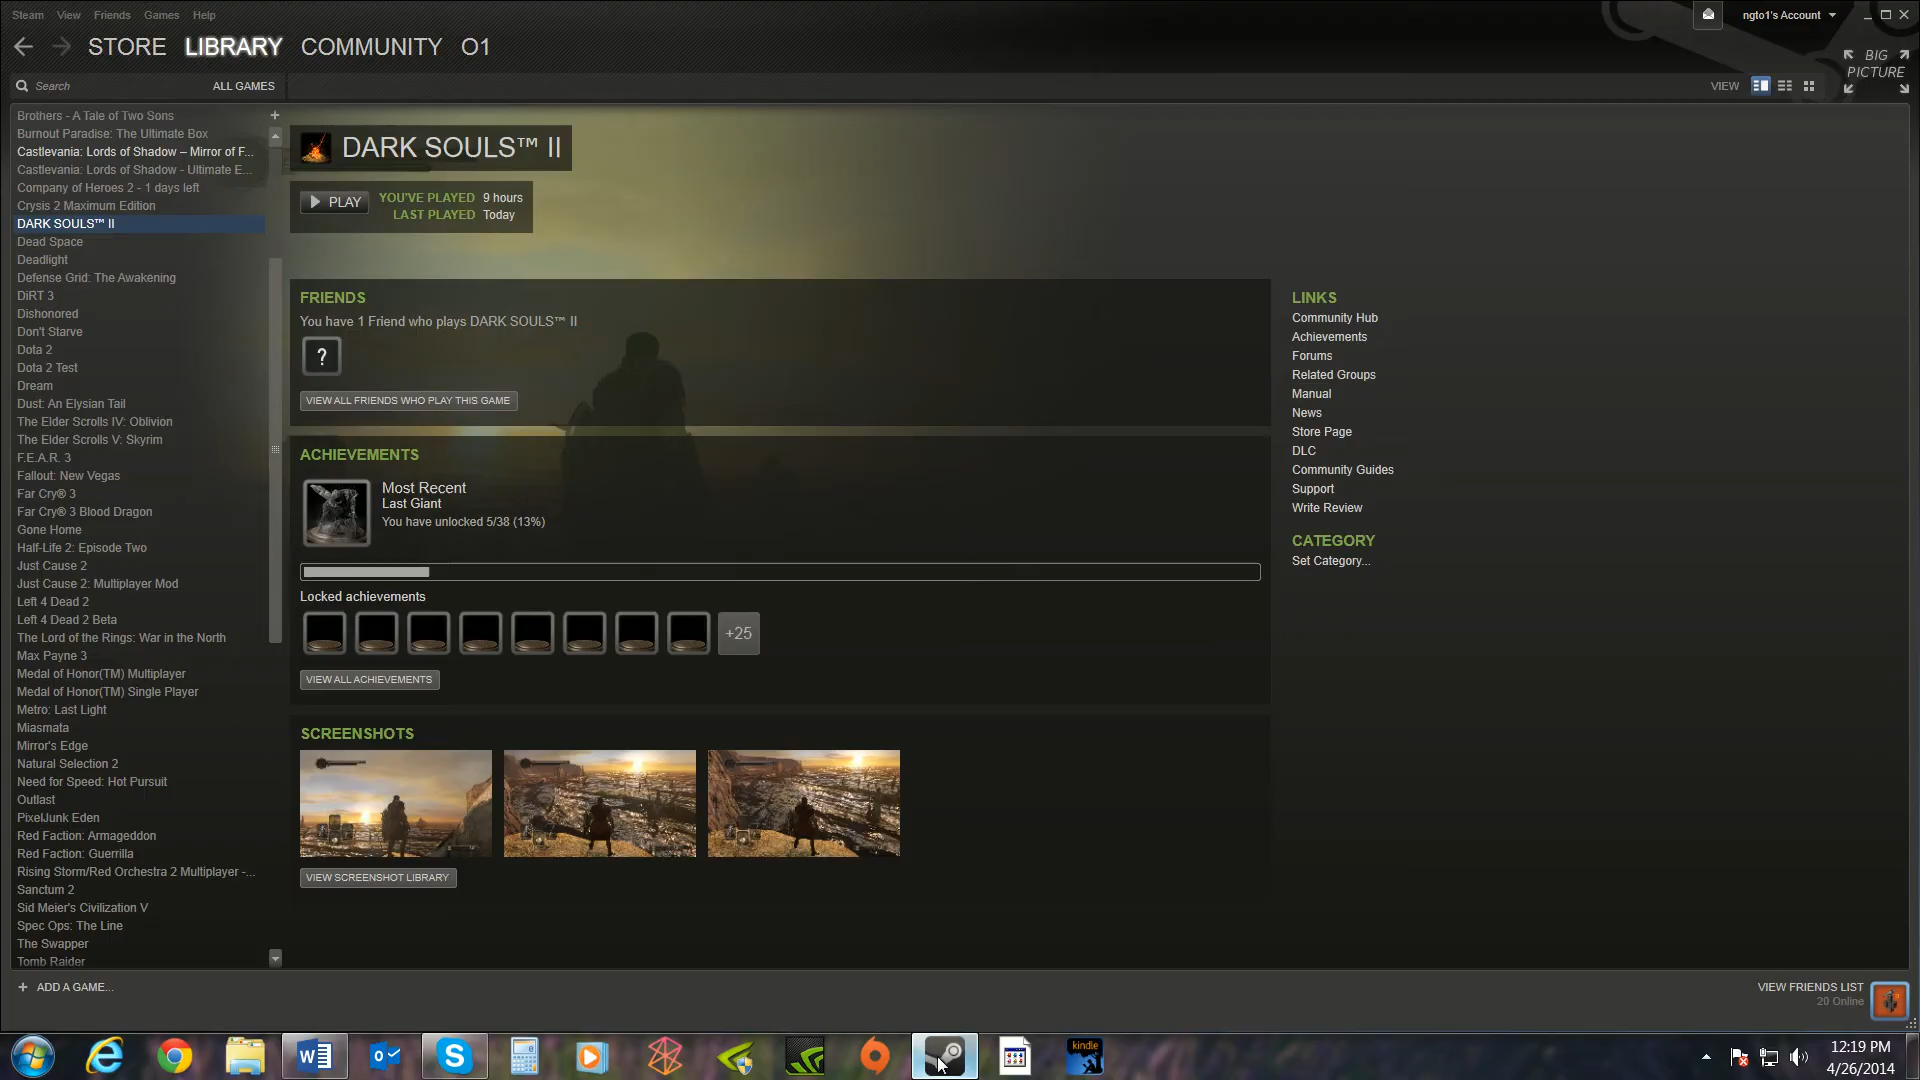 Steam View Friends Games Help
ngto1's Account
STORE LIBRARY COMMUNITY O1
BIG PICTURE
Search ALL GAMES
VIEW
Brothers - A Tale of Two Sons
Burnout Paradise: The Ultimate Box
Castlevania: Lords of Shadow – Mirror of F...
Castlevania: Lords of Shadow - Ultimate E...
Company of Heroes 2 - 1 days left
Crysis 2 Maximum Edition
DARK SOULS™ II
Dead Space
Deadlight
Defense Grid: The Awakening
DiRT 3
Dishonored
Don't Starve
Dota 2
Dota 2 Test
Dream
Dust: An Elysian Tail
The Elder Scrolls IV: Oblivion
The Elder Scrolls V: Skyrim
F.E.A.R. 3
Fallout: New Vegas
Far Cry® 3
Far Cry® 3 Blood Dragon
Gone Home
Half-Life 2: Episode Two
Just Cause 2
Just Cause 2: Multiplayer Mod
Left 4 Dead 2
Left 4 Dead 2 Beta
The Lord of the Rings: War in the North
Max Payne 3
Medal of Honor(TM) Multiplayer
Medal of Honor(TM) Single Player
Metro: Last Light
Miasmata
Mirror's Edge
Natural Selection 2
Need for Speed: Hot Pursuit
Outlast
PixelJunk Eden
Red Faction: Armageddon
Red Faction: Guerrilla
Rising Storm/Red Orchestra 2 Multiplayer -...
Sanctum 2
Sid Meier's Civilization V
Spec Ops: The Line
The Swapper
Tomb Raider
+ ADD A GAME...
DARK SOULS™ II
PLAY
YOU'VE PLAYED 9 hours
LAST PLAYED Today
FRIENDS
You have 1 Friend who plays DARK SOULS™ II
?
VIEW ALL FRIENDS WHO PLAY THIS GAME
ACHIEVEMENTS
Most Recent
Last Giant
You have unlocked 5/38 (13%)
Locked achievements
+25
VIEW ALL ACHIEVEMENTS
SCREENSHOTS
VIEW SCREENSHOT LIBRARY
LINKS
Community Hub
Achievements
Forums
Related Groups
Manual
News
Store Page
DLC
Community Guides
Support
Write Review
CATEGORY
Set Category...
VIEW FRIENDS LIST
20 Online
kindle
12:19 PM
4/26/2014